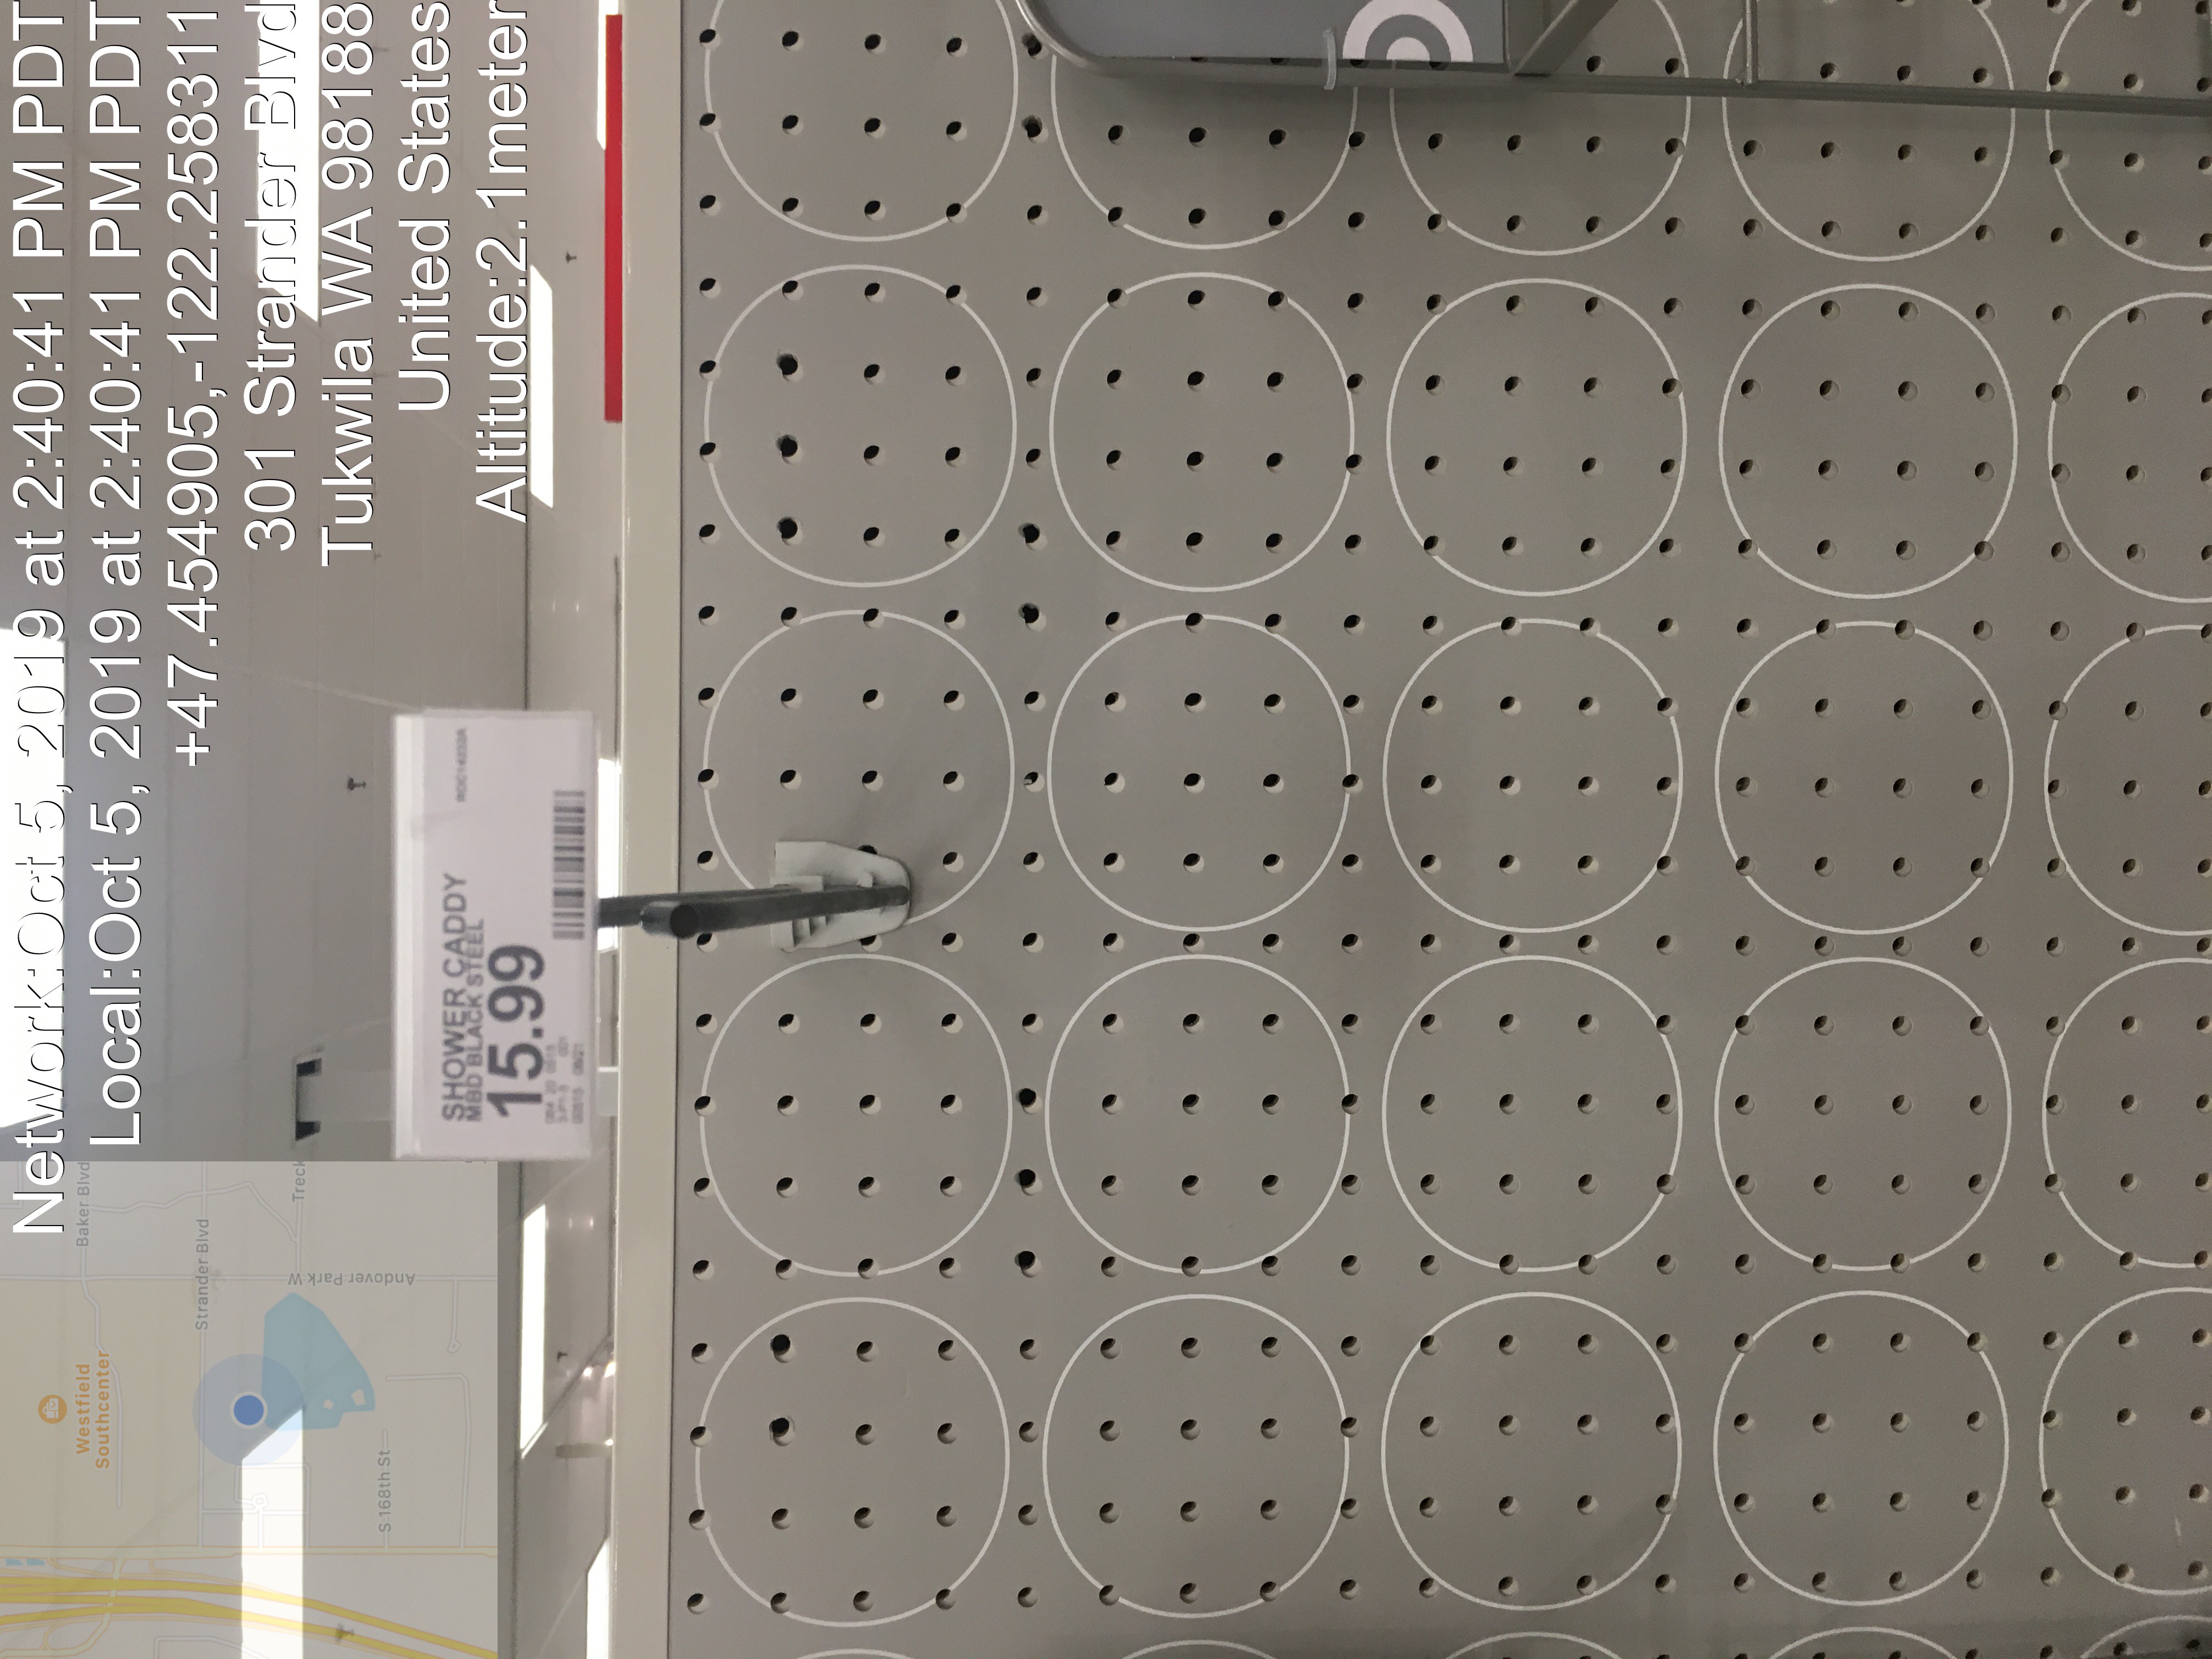 Network:Oct 5, 2019 at 2:40:41 PM PDT
Local:Oct 5, 2019 at 2:40:41 PM PDT
+47.454905,-122.258311
301 Strander Blvd
Tukwila WA 98188
United States
Altitude:2.1meter
Westfield
Southcenter
Baker Blvd
Strander Blvd
Treck
Andover Park W
S 168th St
SHOWER CADDY
MBD BLACK STEEL
15.99